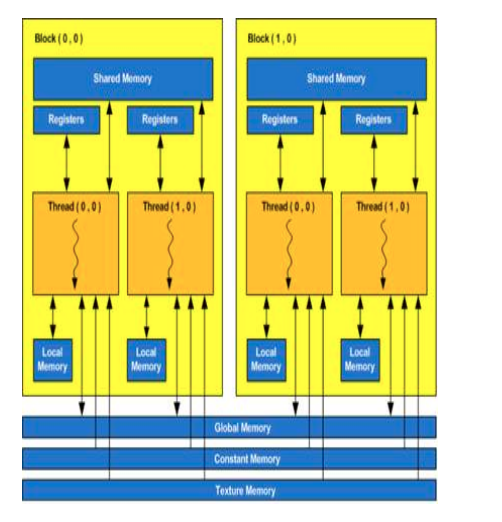 Block ( 0 , 0 )
Shared Memory
Registers
Registers
Thread ( 0 , 0 )
Thread ( 1 , 0 )
Local
Memory
Local
Memory
Block ( 1 , 0 )
Shared Memory
Registers
Registers
Thread ( 0 , 0 )
Thread ( 1 , 0 )
Local
Memory
Local
Memory
Global Memory
Constant Memory
Texture Memory